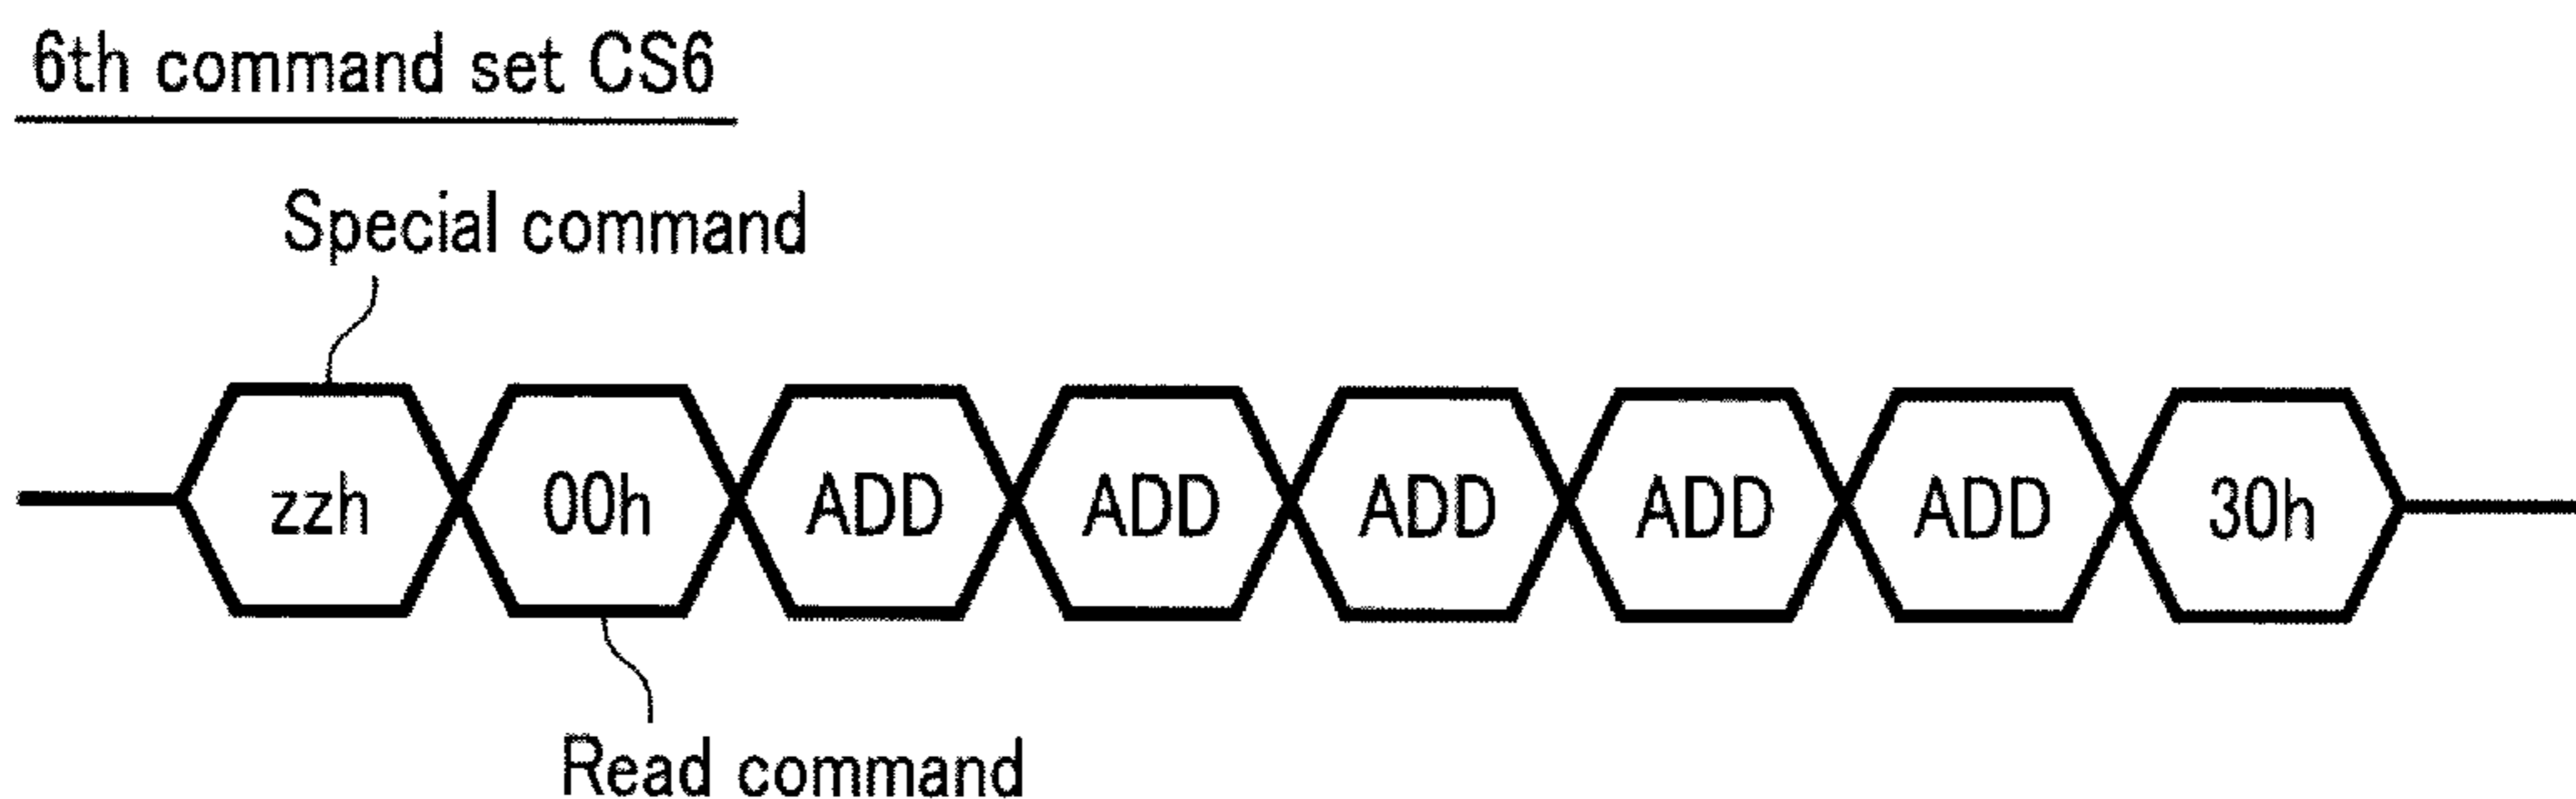 6th command set CS6
Special command
zzh 00h ADD ADD ADD ADD ADD 30h
Read command